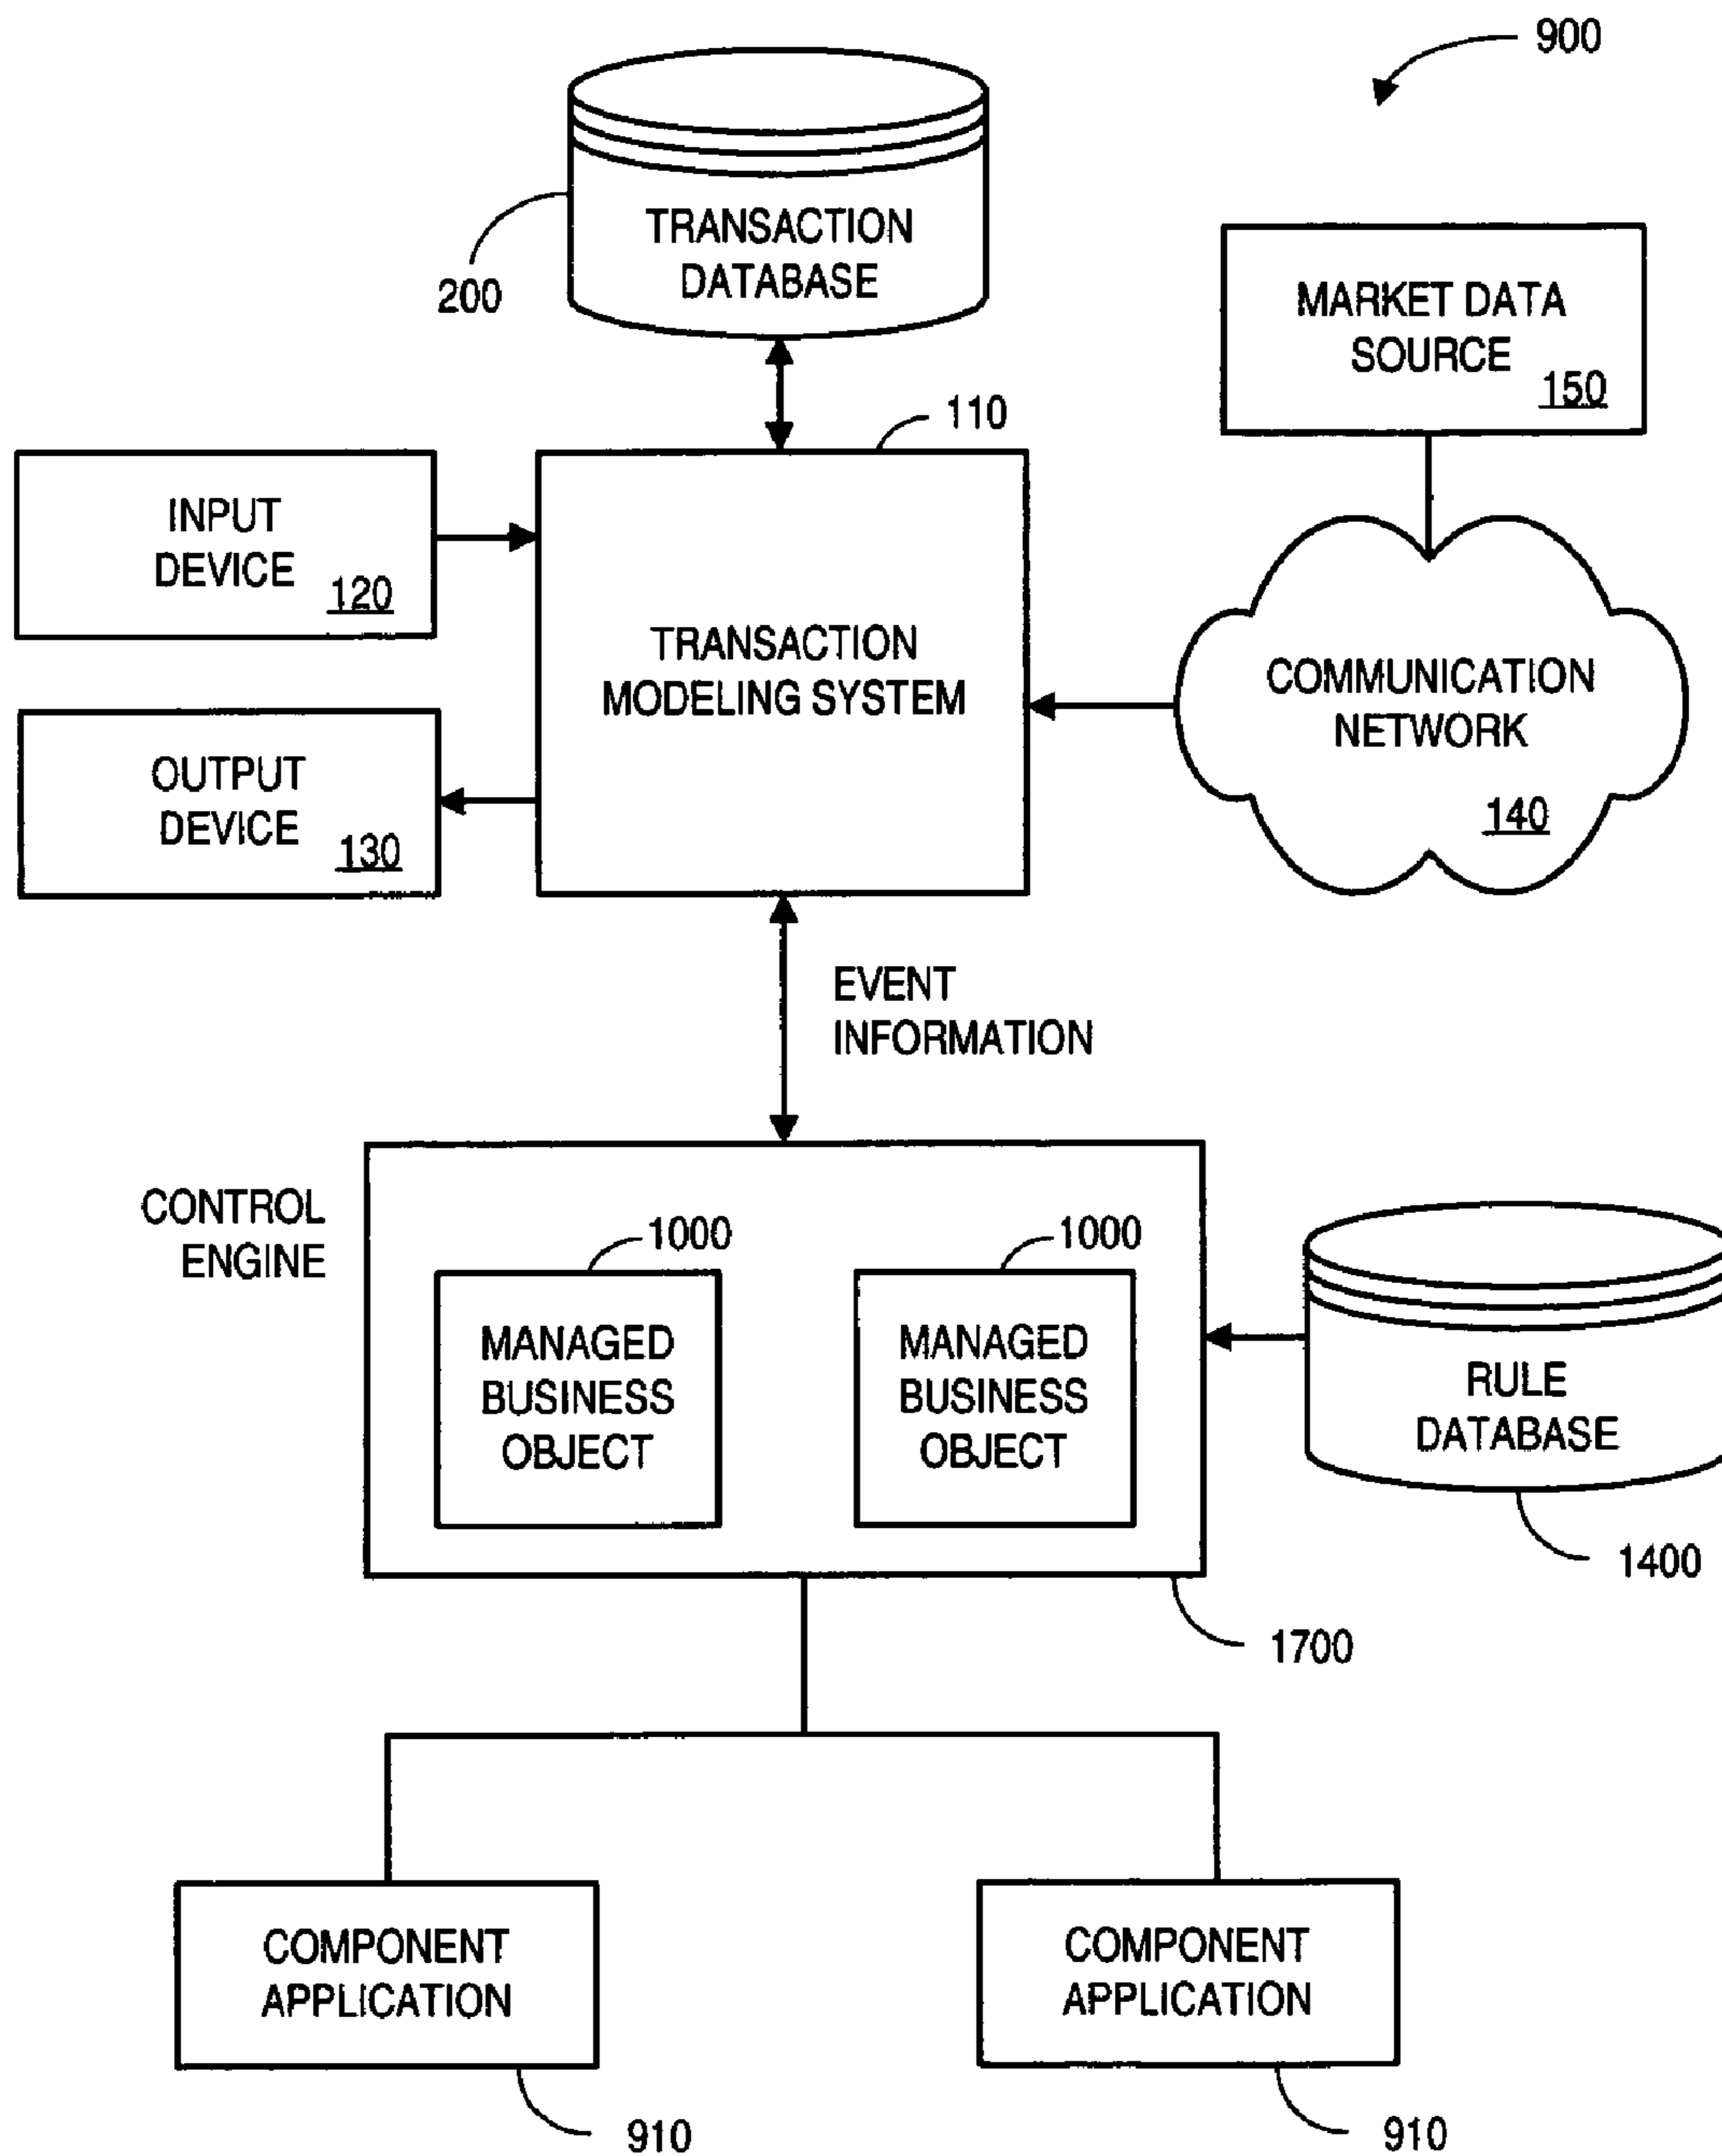 900
TRANSACTION
DATABASE
200
MARKET DATA
SOURCE
150
110
INPUT
DEVICE
120
TRANSACTION
MODELING SYSTEM
COMMUNICATION
NETWORK
140
OUTPUT
DEVICE
130
EVENT
INFORMATION
CONTROL
ENGINE
1000
1000
MANAGED
BUSINESS
OBJECT
MANAGED
BUSINESS
OBJECT
RULE
DATABASE
1400
1700
COMPONENT
APPLICATION
COMPONENT
APPLICATION
910
910